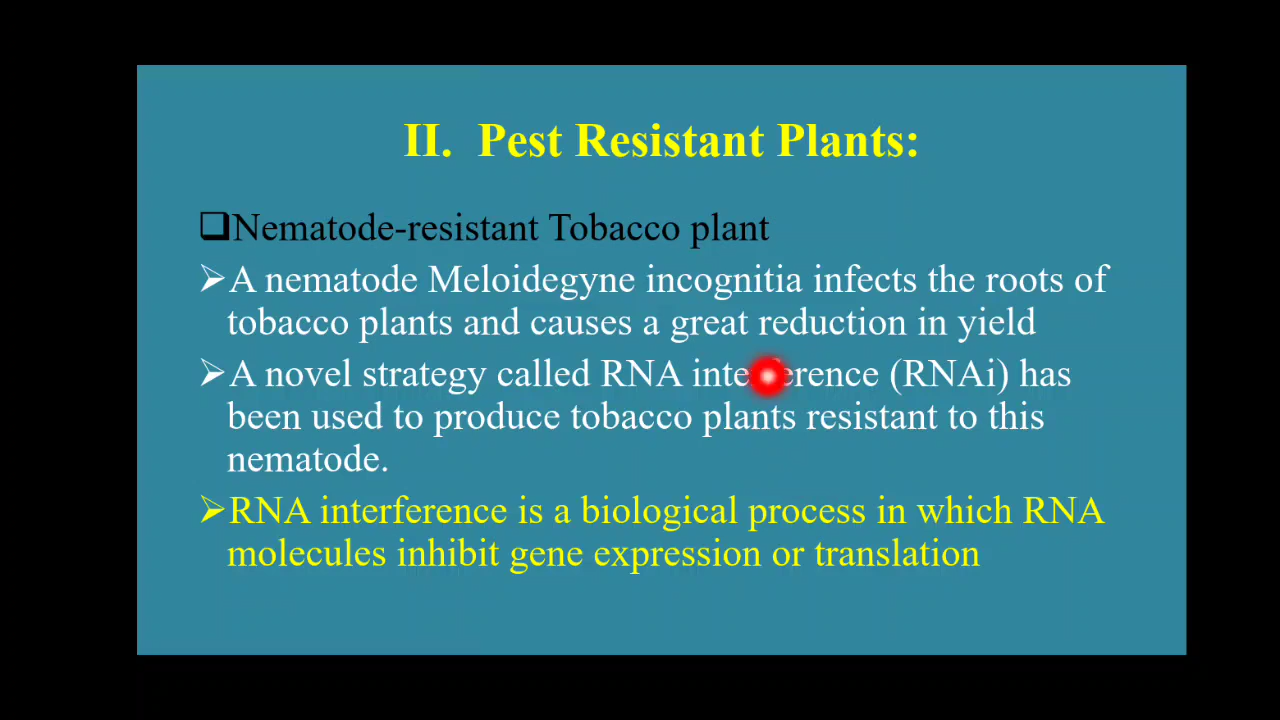 II. Pest Resistant Plants:
❑Nematode-resistant Tobacco plant
➢A nematode Meloidegyne incognitia infects the roots of
tobacco plants and causes a great reduction in yield
➢A novel strategy called RNA interference (RNAi) has
been used to produce tobacco plants resistant to this
nematode.
➢RNA interference is a biological process in which RNA
molecules inhibit gene expression or translation